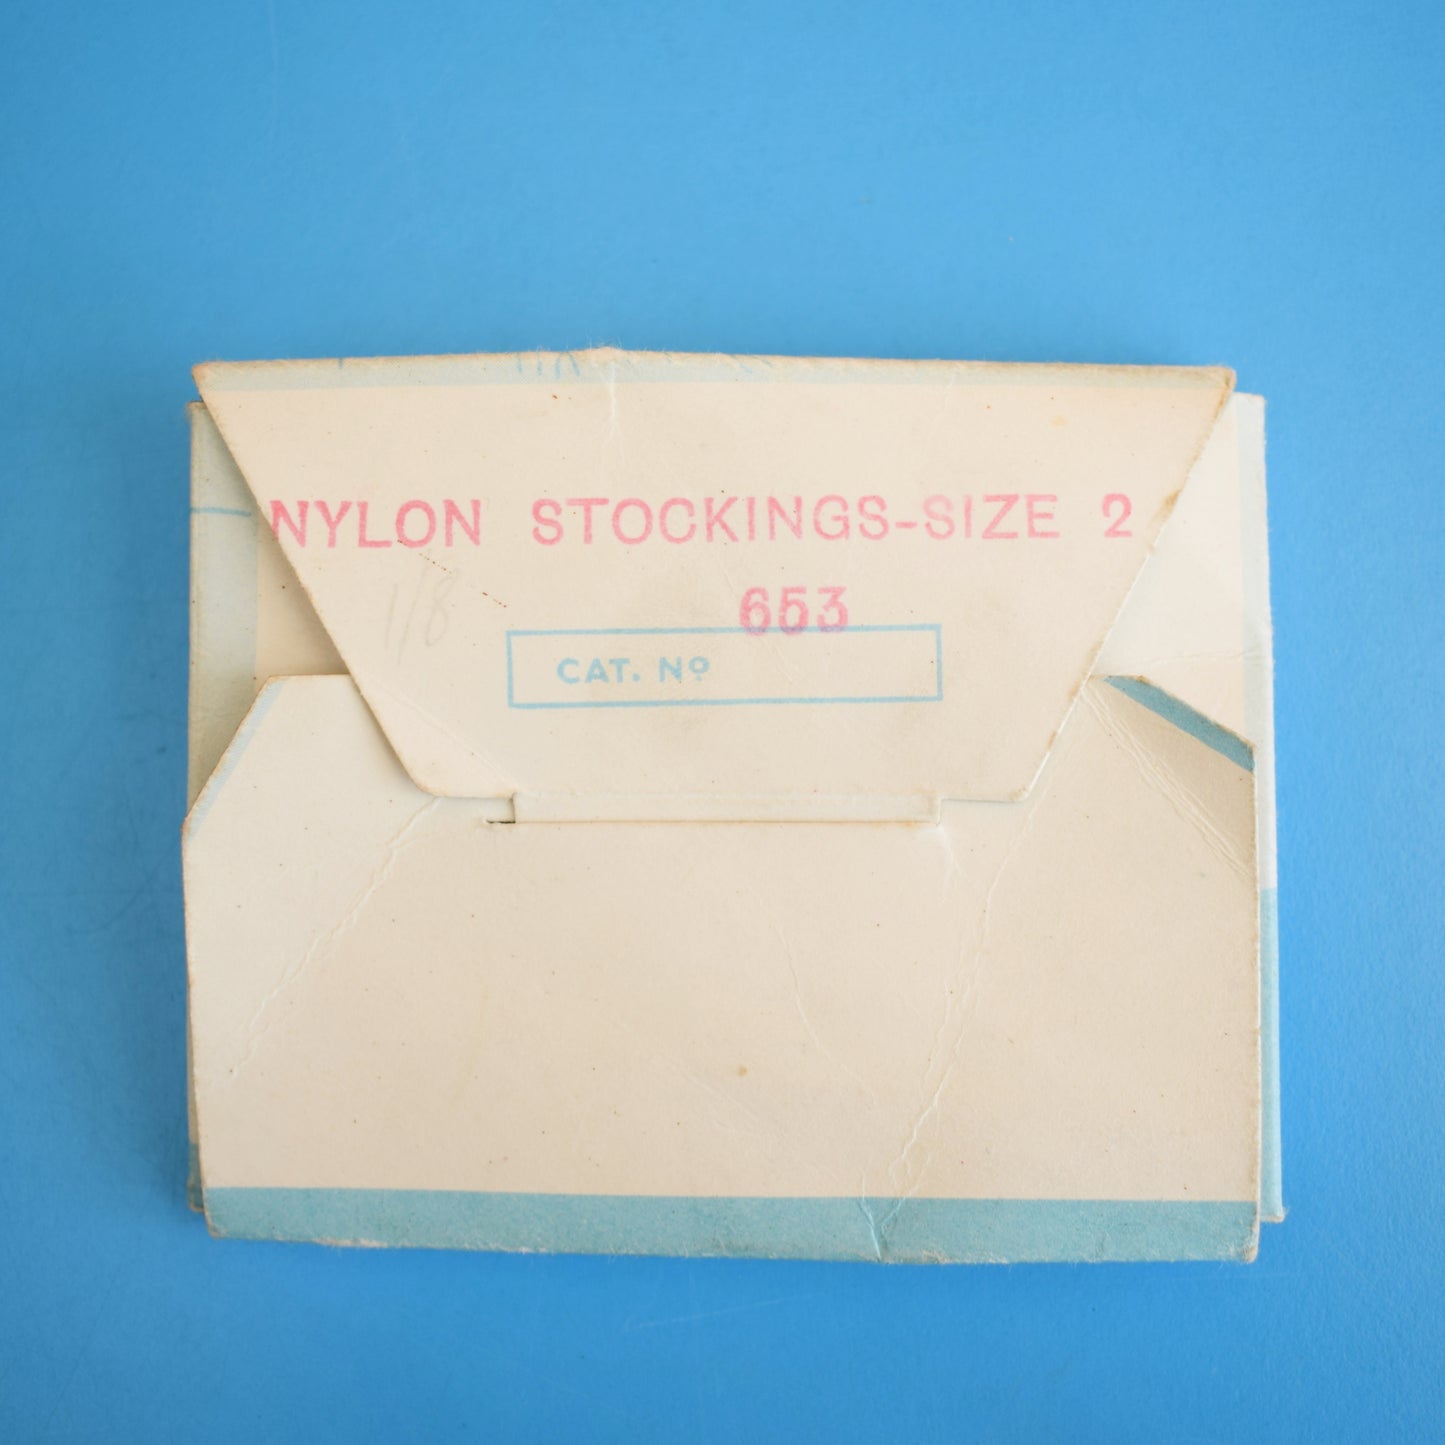 NYLON STOCKINGS-SIZE 2
653
1/8
CAT. Nº